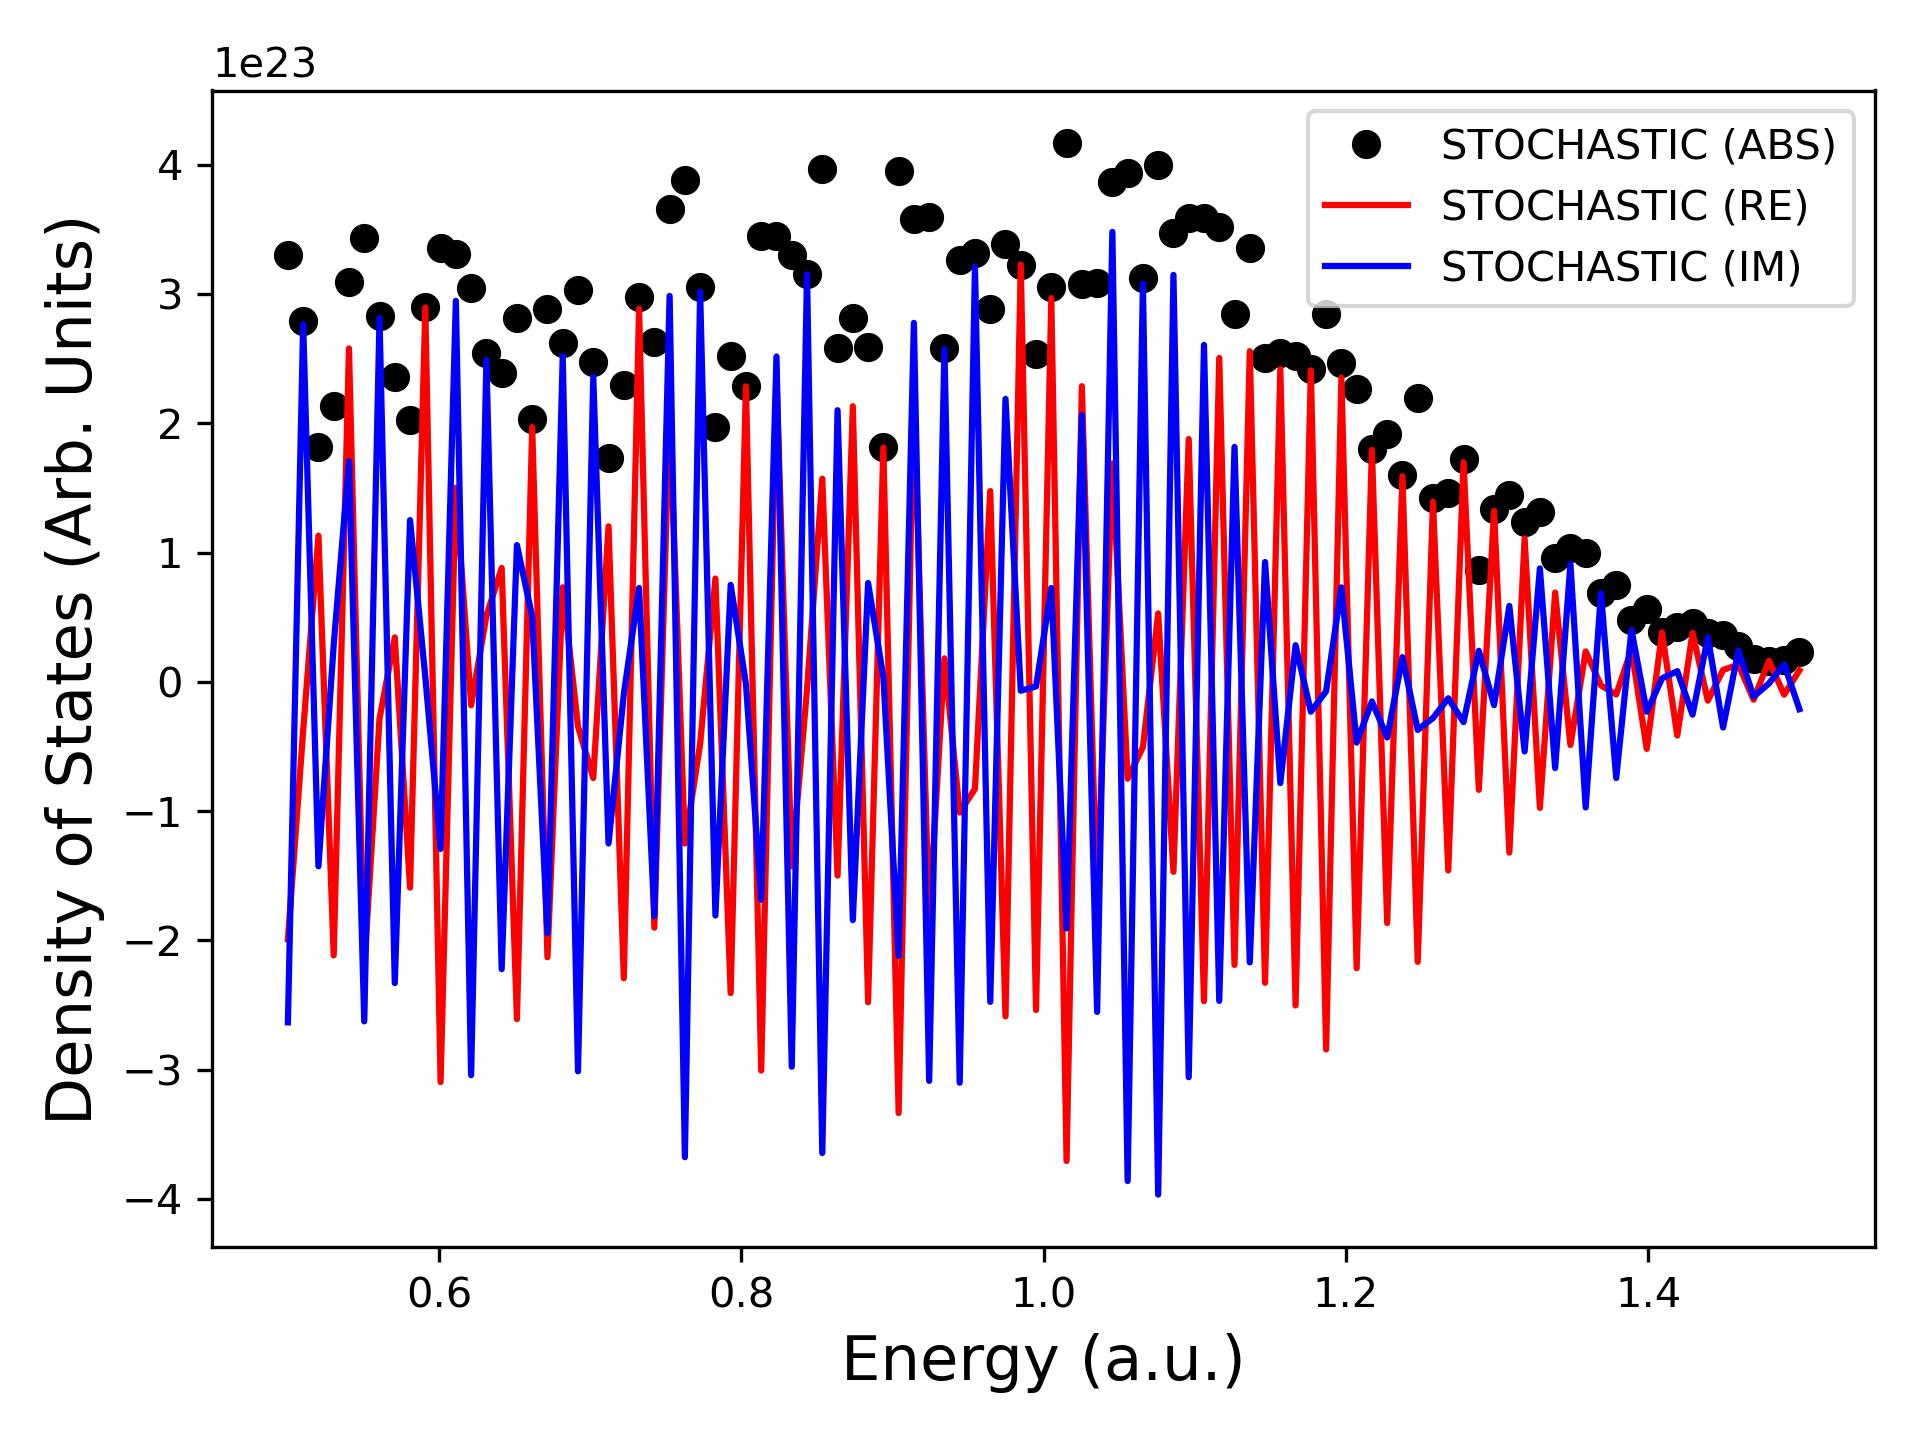 1e23
STOCHASTIC (ABS)
STOCHASTIC (RE)
STOCHASTIC (IM)
4
3
2
1
0
−1
−2
−3
−4
Density of States (Arb. Units)
0.6 0.8 1.0 1.2 1.4
Energy (a.u.)